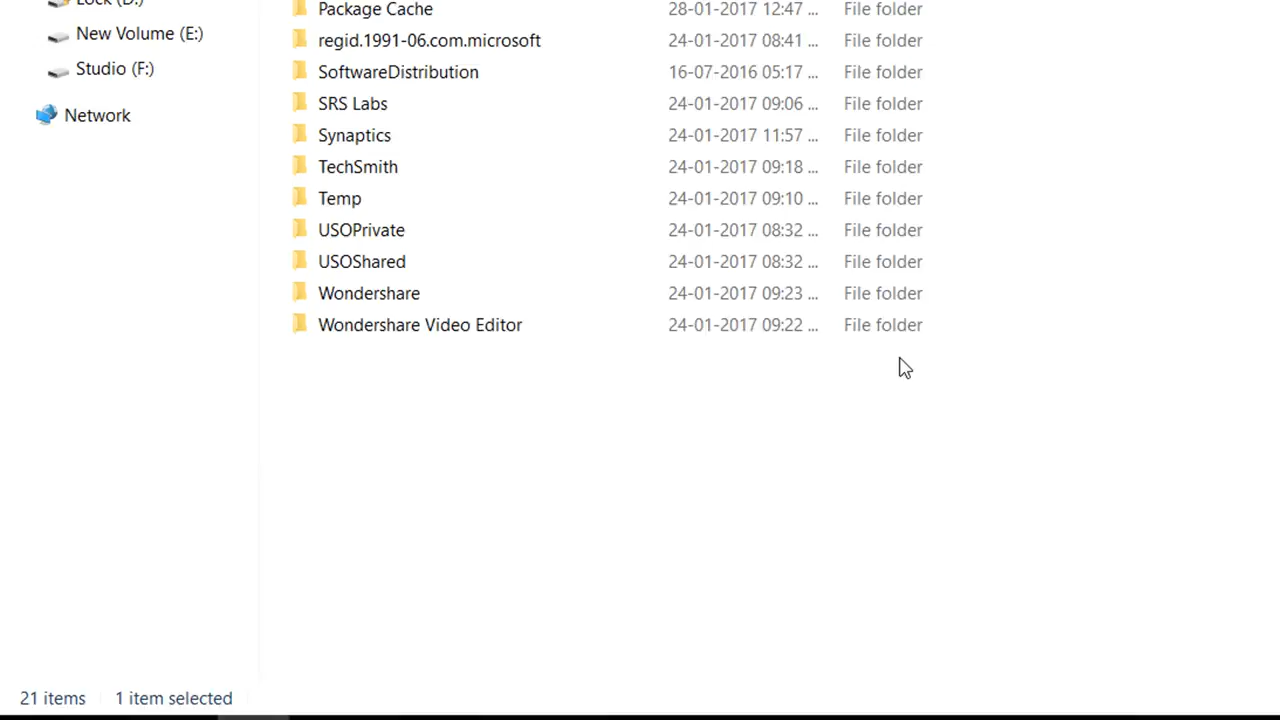 Lock (D:)
New Volume (E:)
Studio (F:)
Network
Package Cache 28-01-2017 12:47 ... File folder
regid.1991-06.com.microsoft 24-01-2017 08:41 ... File folder
SoftwareDistribution 16-07-2016 05:17 ... File folder
SRS Labs 24-01-2017 09:06 ... File folder
Synaptics 24-01-2017 11:57 ... File folder
TechSmith 24-01-2017 09:18 ... File folder
Temp 24-01-2017 09:10 ... File folder
USOPrivate 24-01-2017 08:32 ... File folder
USOShared 24-01-2017 08:32 ... File folder
Wondershare 24-01-2017 09:23 ... File folder
Wondershare Video Editor 24-01-2017 09:22 ... File folder
21 items 1 item selected